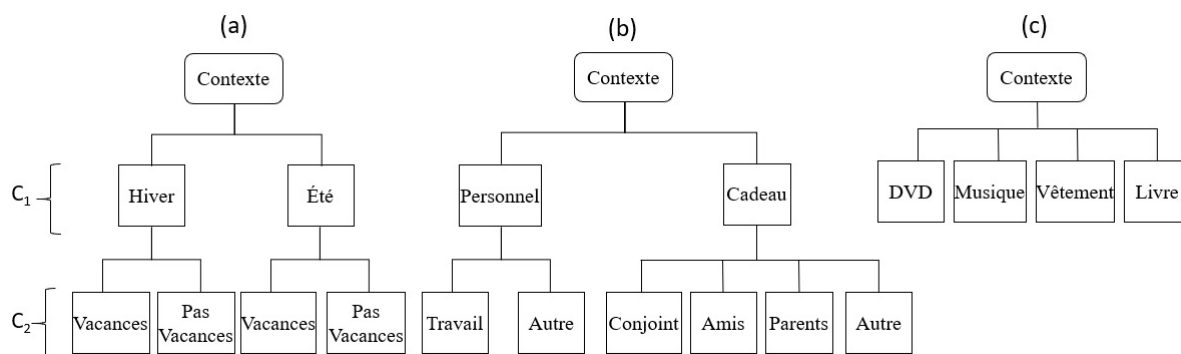 (a)
(b)
(c)
Contexte
Contexte
Contexte
C1
Hiver
Été
Personnel
Cadeau
DVD
Musique
Vêtement
Livre
C2
Vacances
Pas
Vacances
Vacances
Pas
Vacances
Travail
Autre
Conjoint
Amis
Parents
Autre